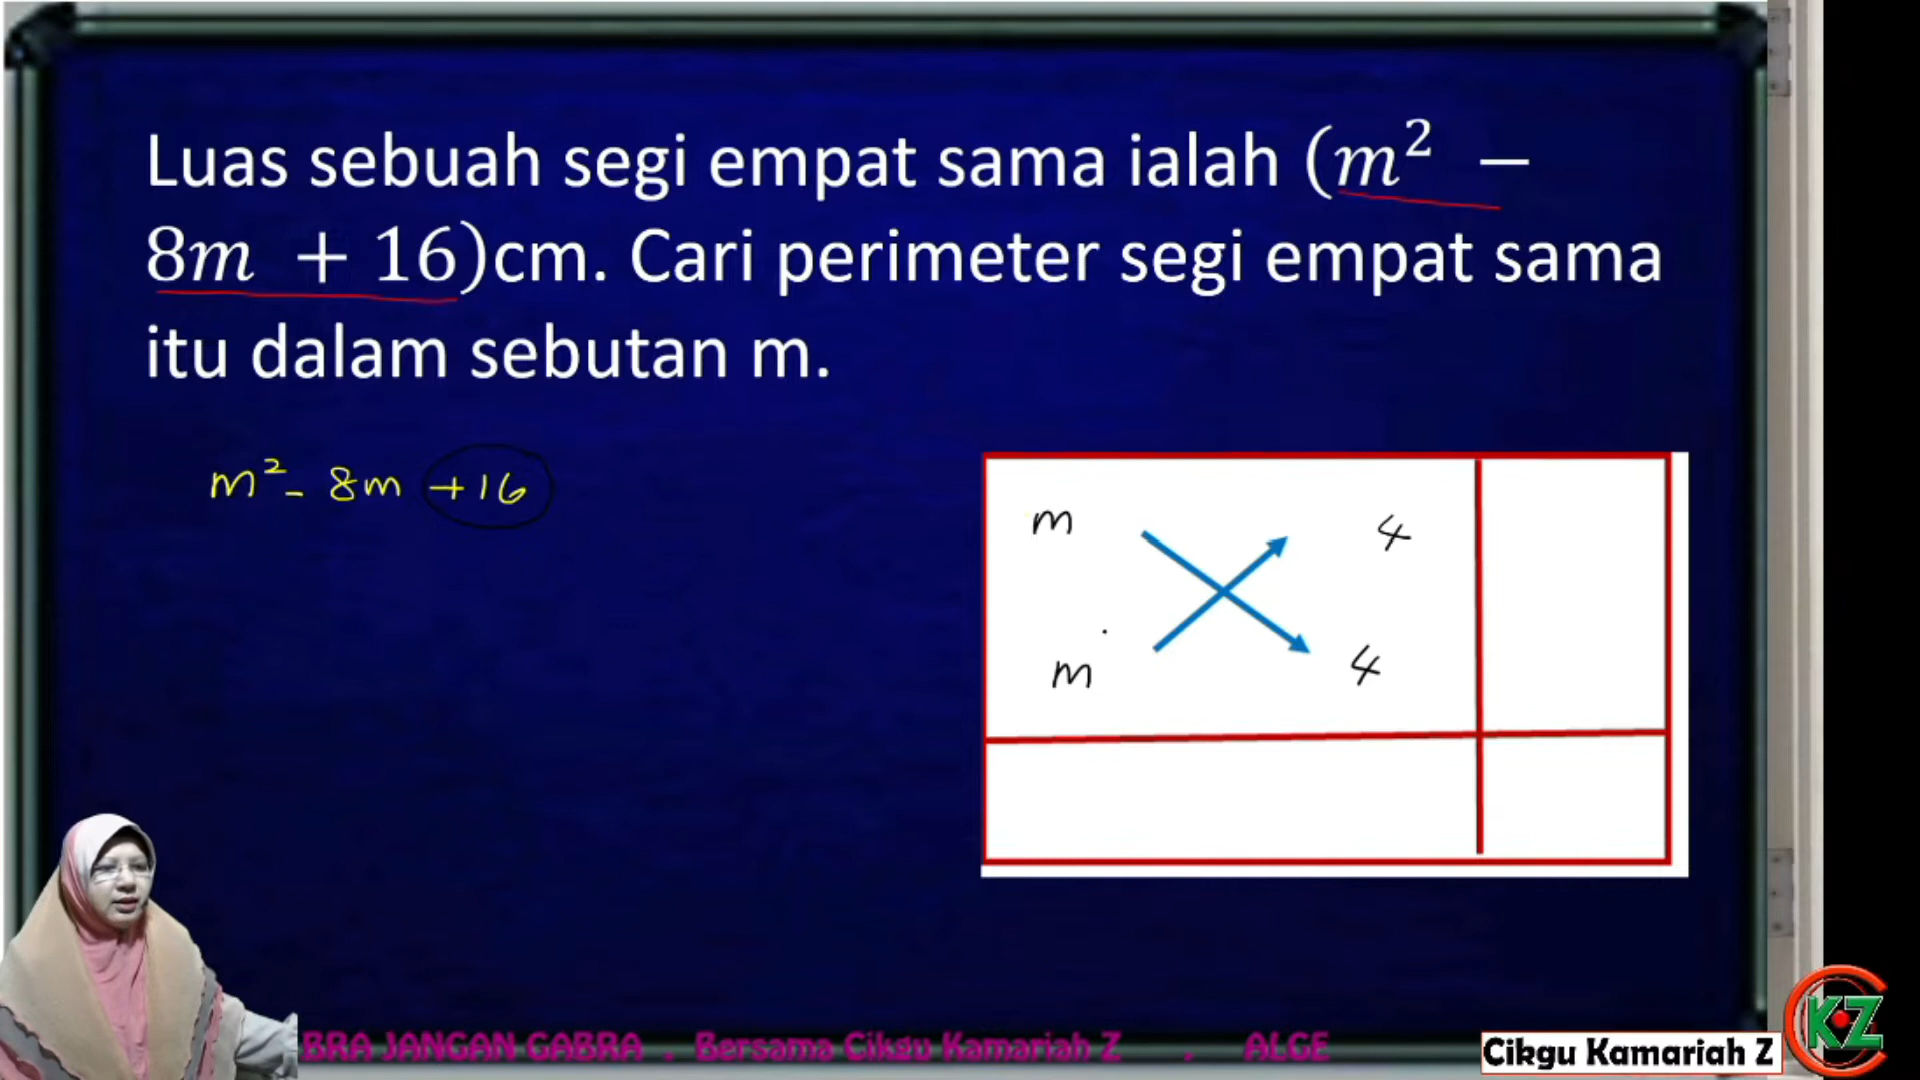 Luas sebuah segi empat sama ialah (m² −
8m + 16)cm. Cari perimeter segi empat sama
itu dalam sebutan m.
m² - 8m +16
m 4
m 4
BRA JANGAN GABRA . Bersama Cikgu Kamariah Z . ALGE
Cikgu Kamariah Z
KZ